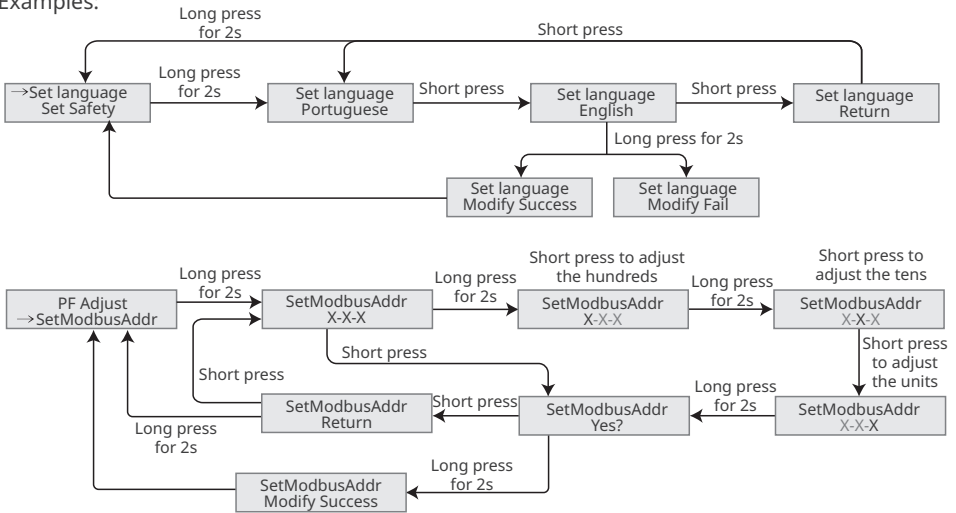 Examples:
Long press
for 2s
Short press
→Set language
Set Safety
Long press
for 2s
Set language
Portuguese
Short press
Set language
English
Short press
Set language
Return
Long press for 2s
Set language
Modify Success
Set language
Modify Fail
PF Adjust
→SetModbusAddr
Long press
for 2s
SetModbusAddr
X-X-X
Long press
for 2s
Short press to adjust
the hundreds
SetModbusAddr
X-X-X
Long press
for 2s
Short press to
adjust the tens
SetModbusAddr
X-X-X
Short press
to adjust
the units
SetModbusAddr
X-X-X
Long press
for 2s
Short press
SetModbusAddr
Yes?
Short press
SetModbusAddr
Return
Short press
Long press
for 2s
Long press
for 2s
SetModbusAddr
Modify Success